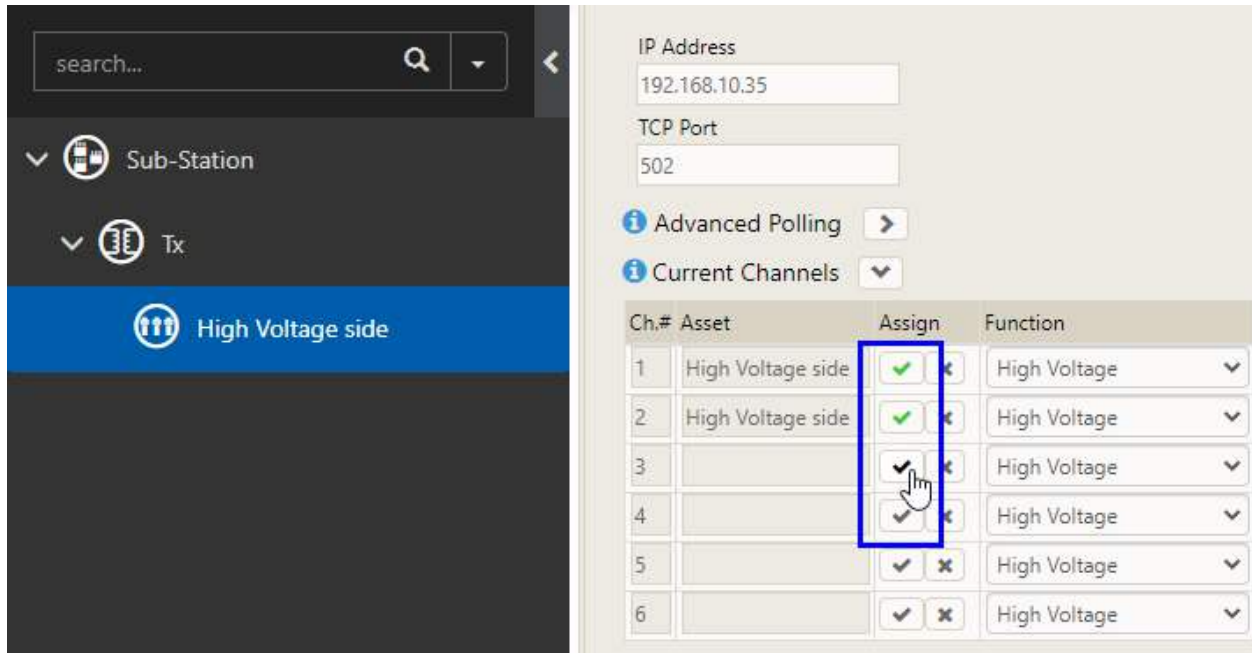 search...
Sub-Station
Tx
High Voltage side
IP Address
192.168.10.35
TCP Port
502
Advanced Polling
Current Channels
Ch.# Asset Assign Function
1 High Voltage side High Voltage
2 High Voltage side High Voltage
3 High Voltage
4 High Voltage
5 High Voltage
6 High Voltage